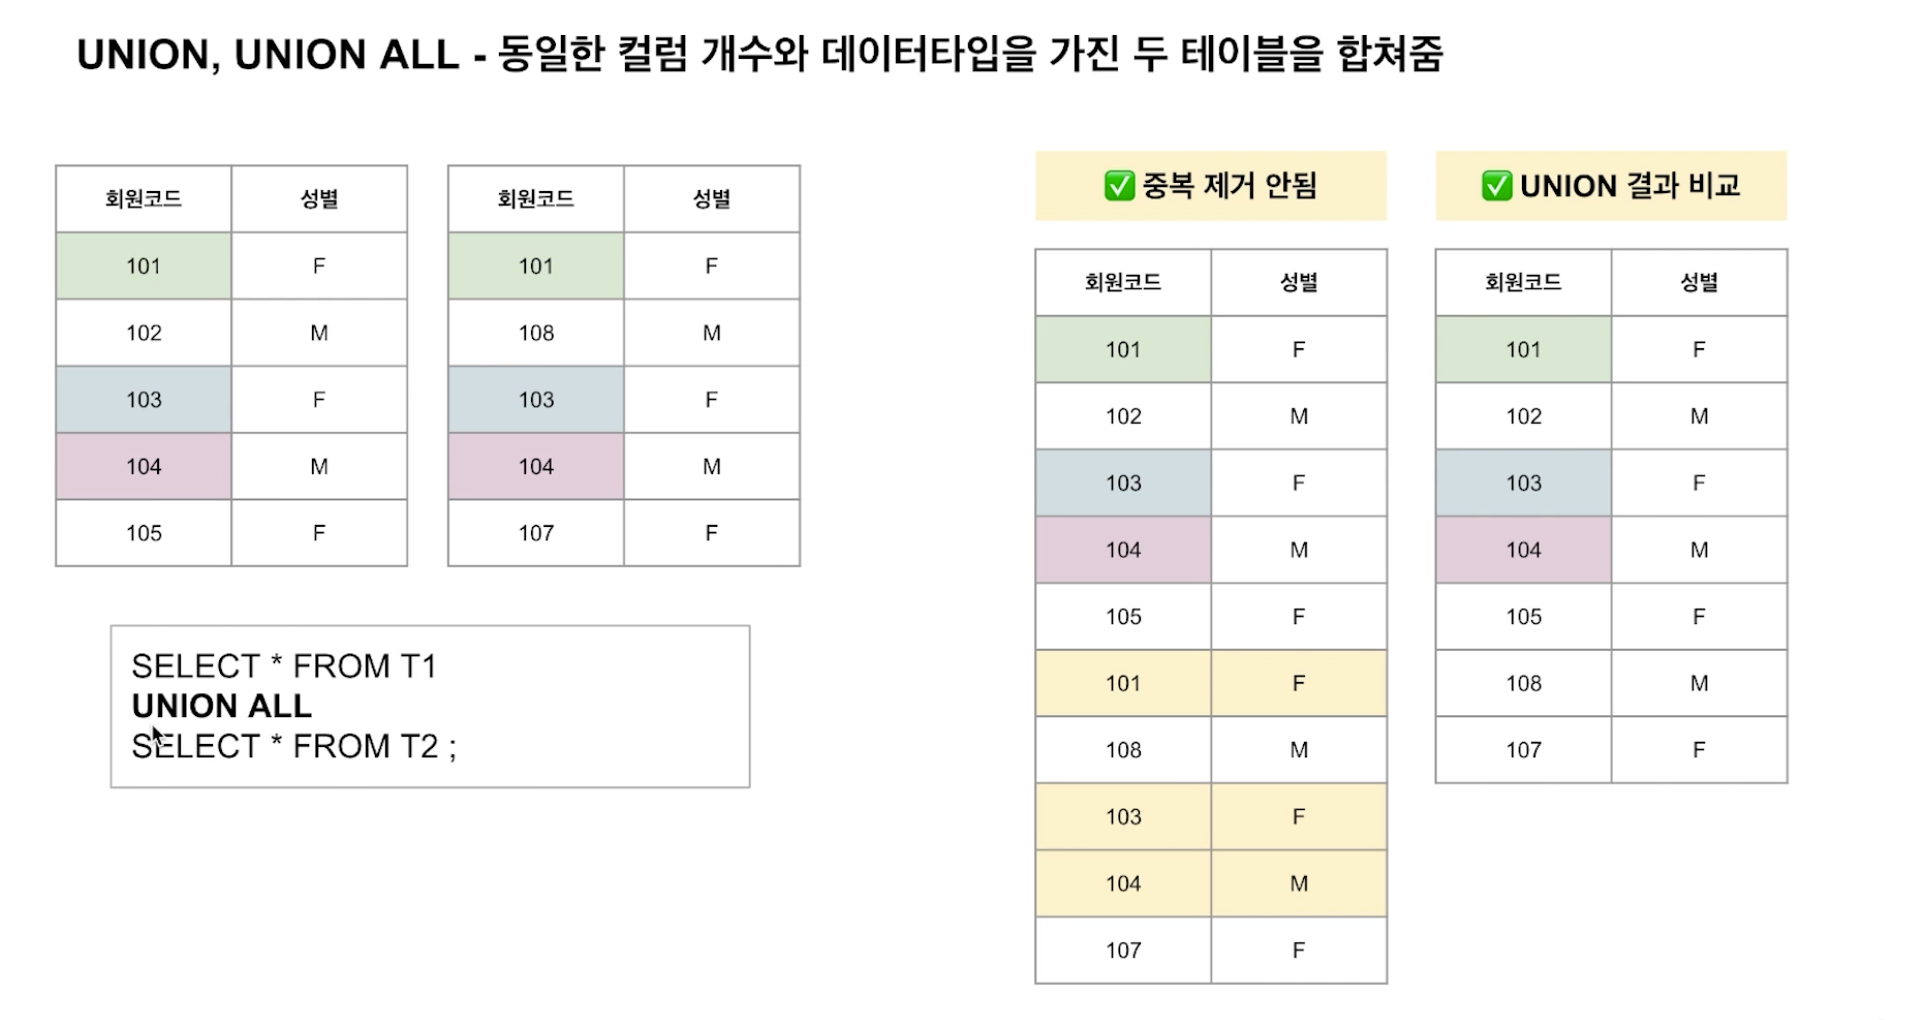 UNION, UNION ALL - 동일한 컬럼 개수와 데이터타입을 가진 두 테이블을 합쳐줌
회원코드 성별
101 F
102 M
103 F
104 M
105 F
회원코드 성별
101 F
108 M
103 F
104 M
107 F
SELECT * FROM T1
UNION ALL
SELECT * FROM T2 ;
✅ 중복 제거 안됨
회원코드 성별
101 F
102 M
103 F
104 M
105 F
101 F
108 M
103 F
104 M
107 F
✅ UNION 결과 비교
회원코드 성별
101 F
102 M
103 F
104 M
105 F
108 M
107 F